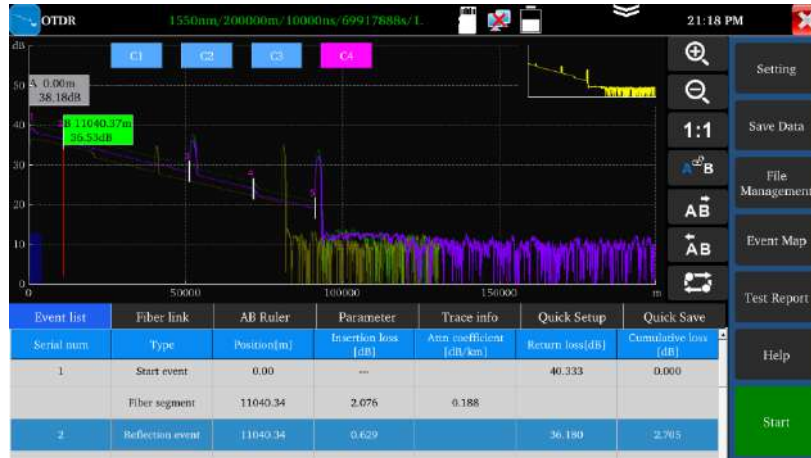 OTDR 1550nm/200000m/10000ns/69917888s/1. 21:18 PM
dB C1 C2 C3 C4
50 A 0.00m
38.18dB
40 B 11040.37m
36.53dB
30
20
10
0
0 50000 100000 150000 m
1:1
A B
AB
AB
Setting
Save Data
File
Management
Event Map
Test Report
Help
Start
Event list Fiber link AB Ruler Parameter Trace info Quick Setup Quick Save
Serial num Type Position[m] Insertion loss [dB] Attn coefficient [dB/km] Return loss[dB] Cumulative loss [dB]
1 Start event 0.00 --- 40.333 0.000
Fiber segment 11040.34 2.076 0.188
2 Reflection event 11040.34 0.629 36.180 2.705